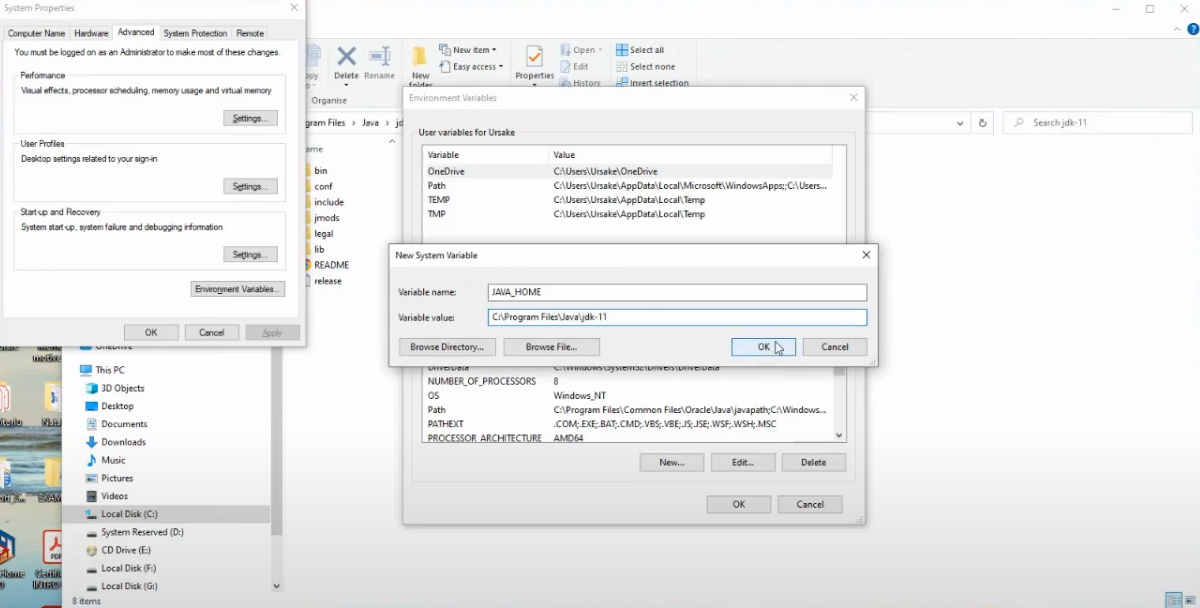 System Properties
Computer Name Hardware Advanced System Protection Remote
You must be logged on as an Administrator to make most of these changes.
Performance
Visual effects, processor scheduling, memory usage and virtual memory
Settings...
User Profiles
Desktop settings related to your sign-in
Settings...
Start-up and Recovery
System start-up, system failure and debugging information
Settings...
Environment Variables...
OK Cancel Apply
Delete Rename
New folder
New item
Easy access
Properties
Open
Edit
History
Select all
Select none
Invert selection
Organise
gram Files > Java > jd
Search jdk-11
ame
bin
conf
include
jmods
legal
lib
README
release
Environment Variables
User variables for Ursake
Variable Value
OneDrive C:\Users\Ursake\OneDrive
Path C:\Users\Ursake\AppData\Local\Microsoft\WindowsApps;;C:\Users...
TEMP C:\Users\Ursake\AppData\Local\Temp
TMP C:\Users\Ursake\AppData\Local\Temp
New System Variable
Variable name: JAVA_HOME
Variable value: C:\Program Files\Java\jdk-11
Browse Directory... Browse File... OK Cancel
DriverData C:\Windows\System32\Drivers\DriverData
NUMBER_OF_PROCESSORS 8
OS Windows_NT
Path C:\Program Files\Common Files\Oracle\Java\javapath;C:\Windows...
PATHEXT .COM;.EXE;.BAT;.CMD;.VBS;.VBE;.JS;.JSE;.WSF;.WSH;.MSC
PROCESSOR_ARCHITECTURE AMD64
New... Edit... Delete
OK Cancel
OneDrive
This PC
3D Objects
Desktop
Documents
Downloads
Music
Pictures
Videos
Local Disk (C:)
System Reserved (D:)
CD Drive (E:)
Local Disk (F:)
Local Disk (G:)
8 items